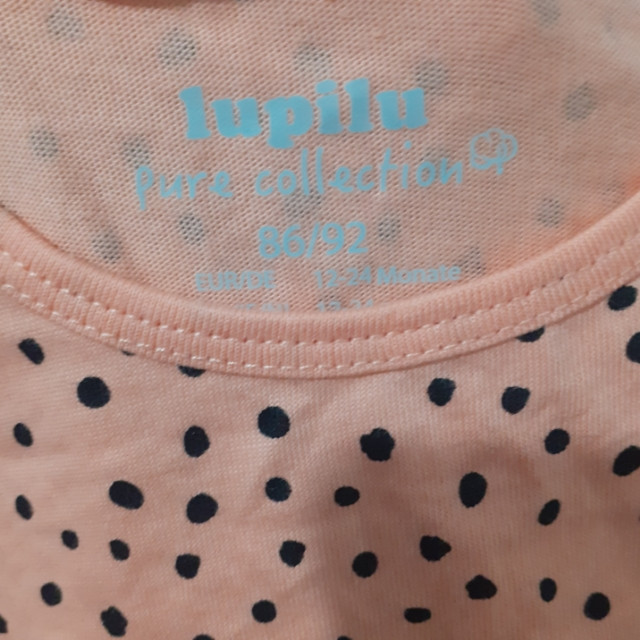 lupilu
pure collection
86/92
EUR/DE 12-24 Monate